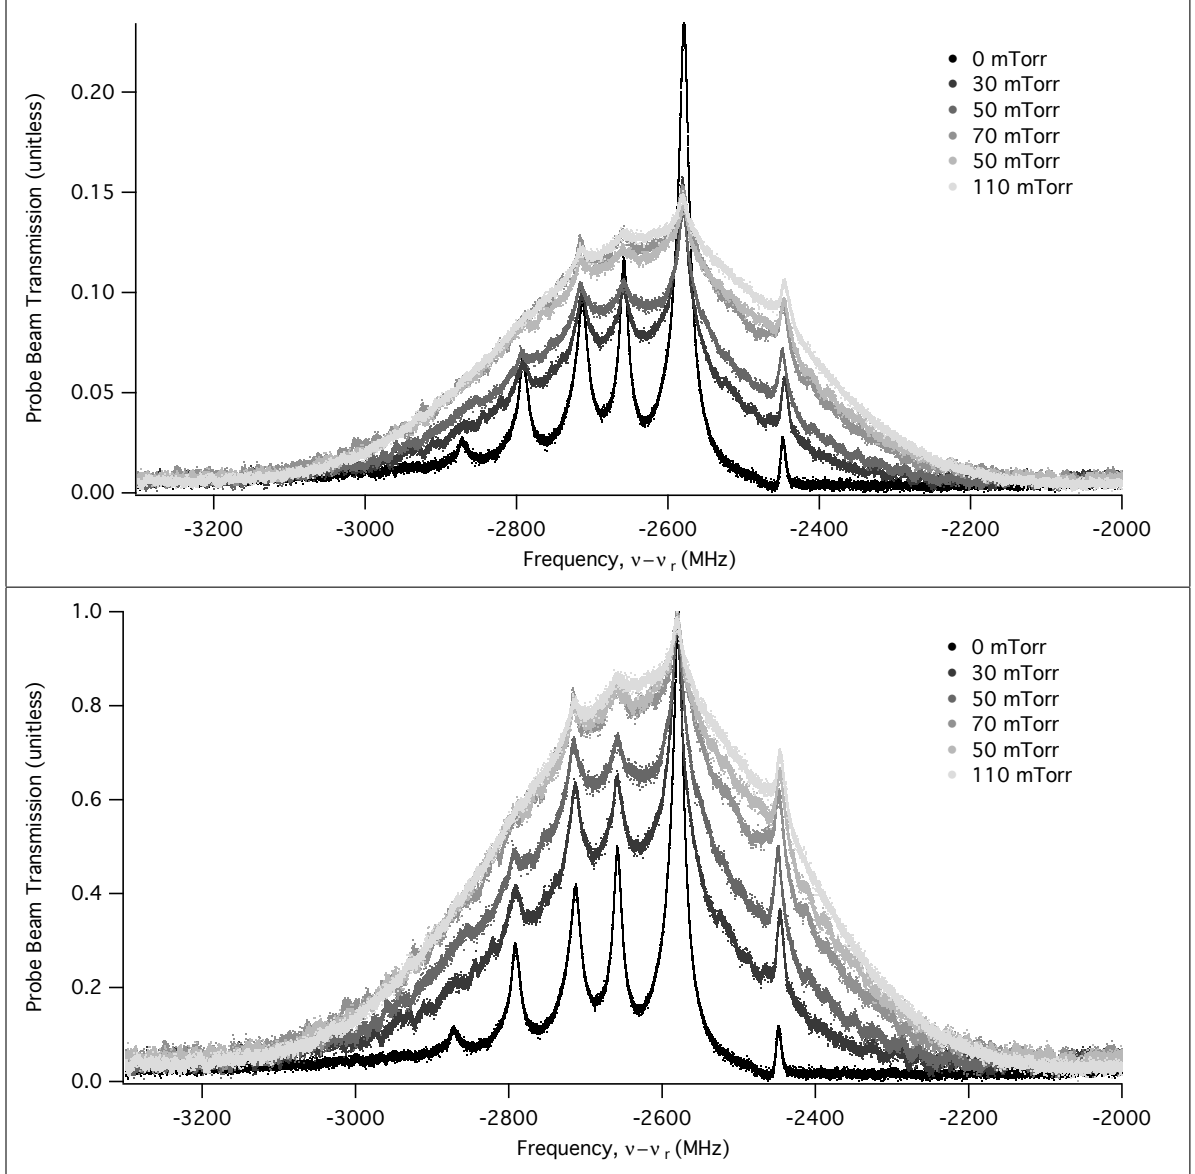 0.20
0.15
0.10
0.05
0.00
Probe Beam Transmission (unitless)
0 mTorr
30 mTorr
50 mTorr
70 mTorr
50 mTorr
110 mTorr
-3200 -3000 -2800 -2600 -2400 -2200 -2000
Frequency, ν−ν r (MHz)
1.0
0.8
0.6
0.4
0.2
0.0
Probe Beam Transmission (unitless)
0 mTorr
30 mTorr
50 mTorr
70 mTorr
50 mTorr
110 mTorr
-3200 -3000 -2800 -2600 -2400 -2200 -2000
Frequency, ν−ν r (MHz)